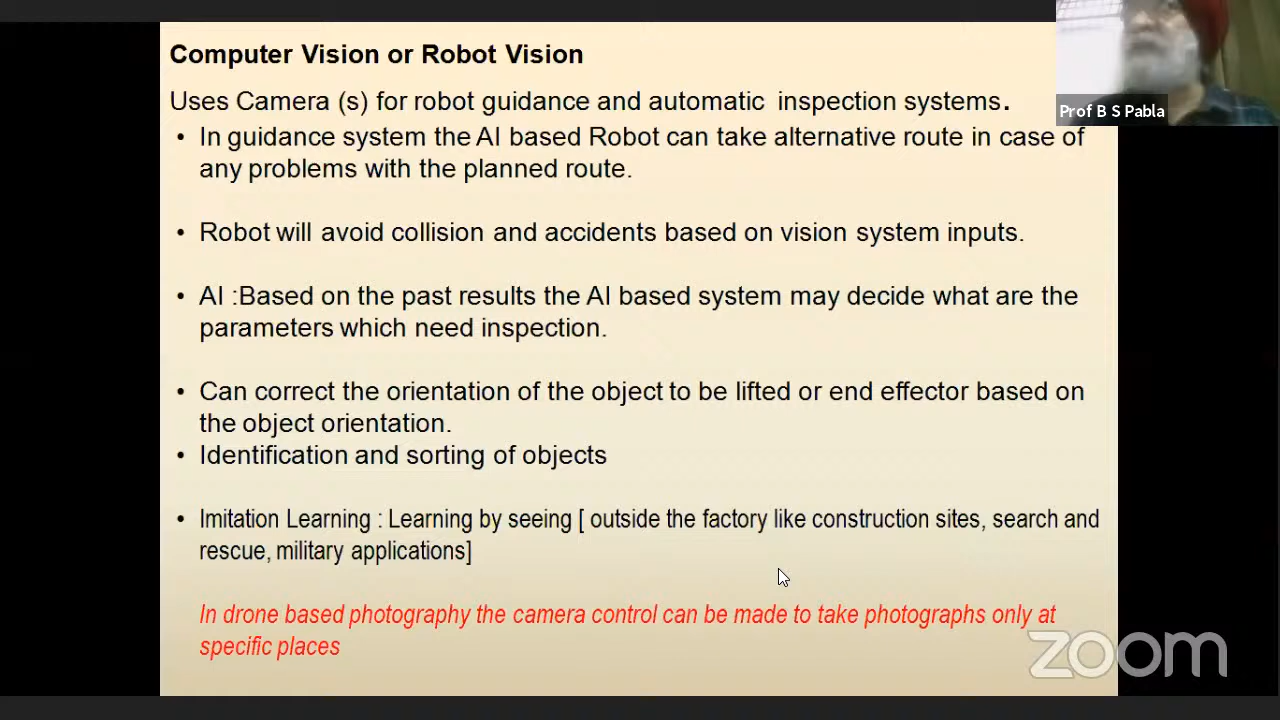 Computer Vision or Robot Vision
Uses Camera (s) for robot guidance and automatic inspection systems.
Prof B S Pabla
• In guidance system the AI based Robot can take alternative route in case of
any problems with the planned route.
• Robot will avoid collision and accidents based on vision system inputs.
• AI :Based on the past results the AI based system may decide what are the
parameters which need inspection.
• Can correct the orientation of the object to be lifted or end effector based on
the object orientation.
• Identification and sorting of objects
• Imitation Learning : Learning by seeing [ outside the factory like construction sites, search and
rescue, military applications]
In drone based photography the camera control can be made to take photographs only at
specific places
zoom